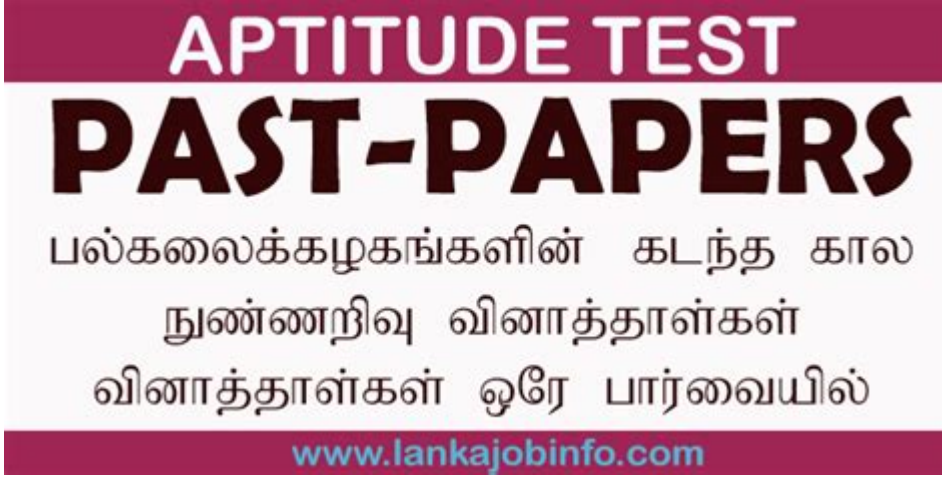 APTITUDE TEST
PAST-PAPERS
பல்கலைக்கழகங்களின் கடந்த கால
நுண்ணறிவு வினாத்தாள்கள்
வினாத்தாள்கள் ஒரே பார்வையில்
www.lankajobinfo.com